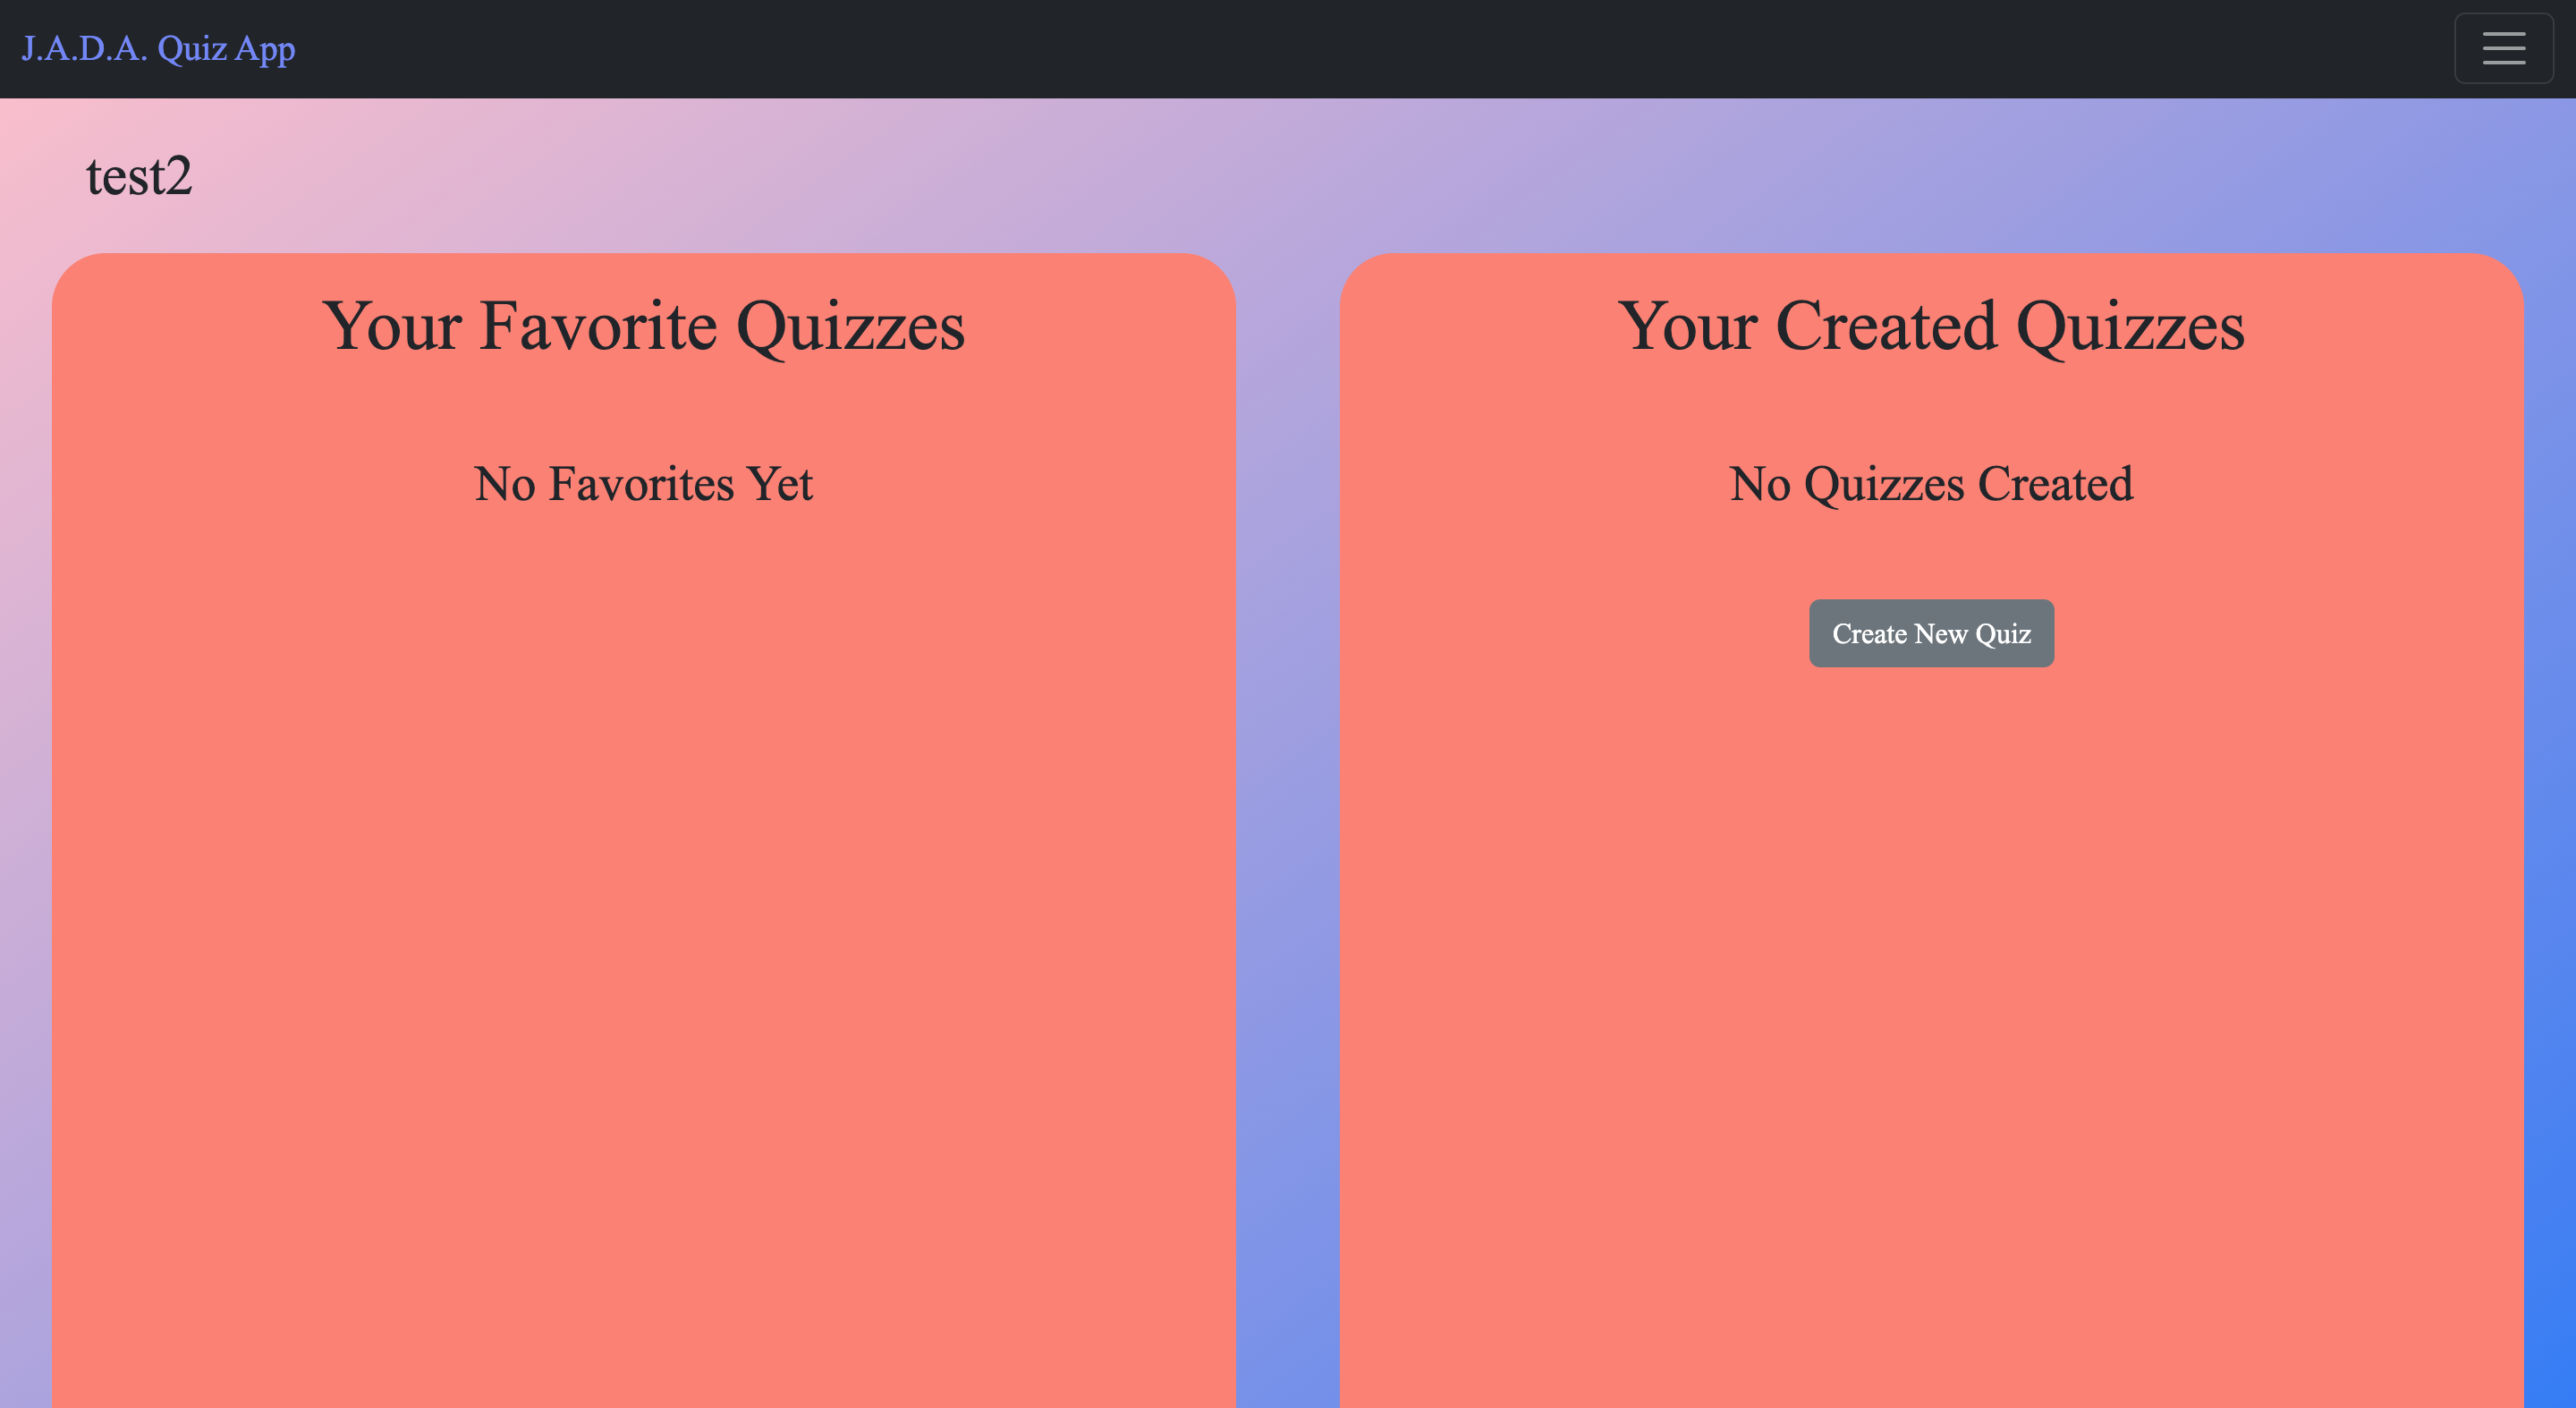 J.A.D.A. Quiz App
test2
Your Favorite Quizzes
No Favorites Yet
Your Created Quizzes
No Quizzes Created
Create New Quiz